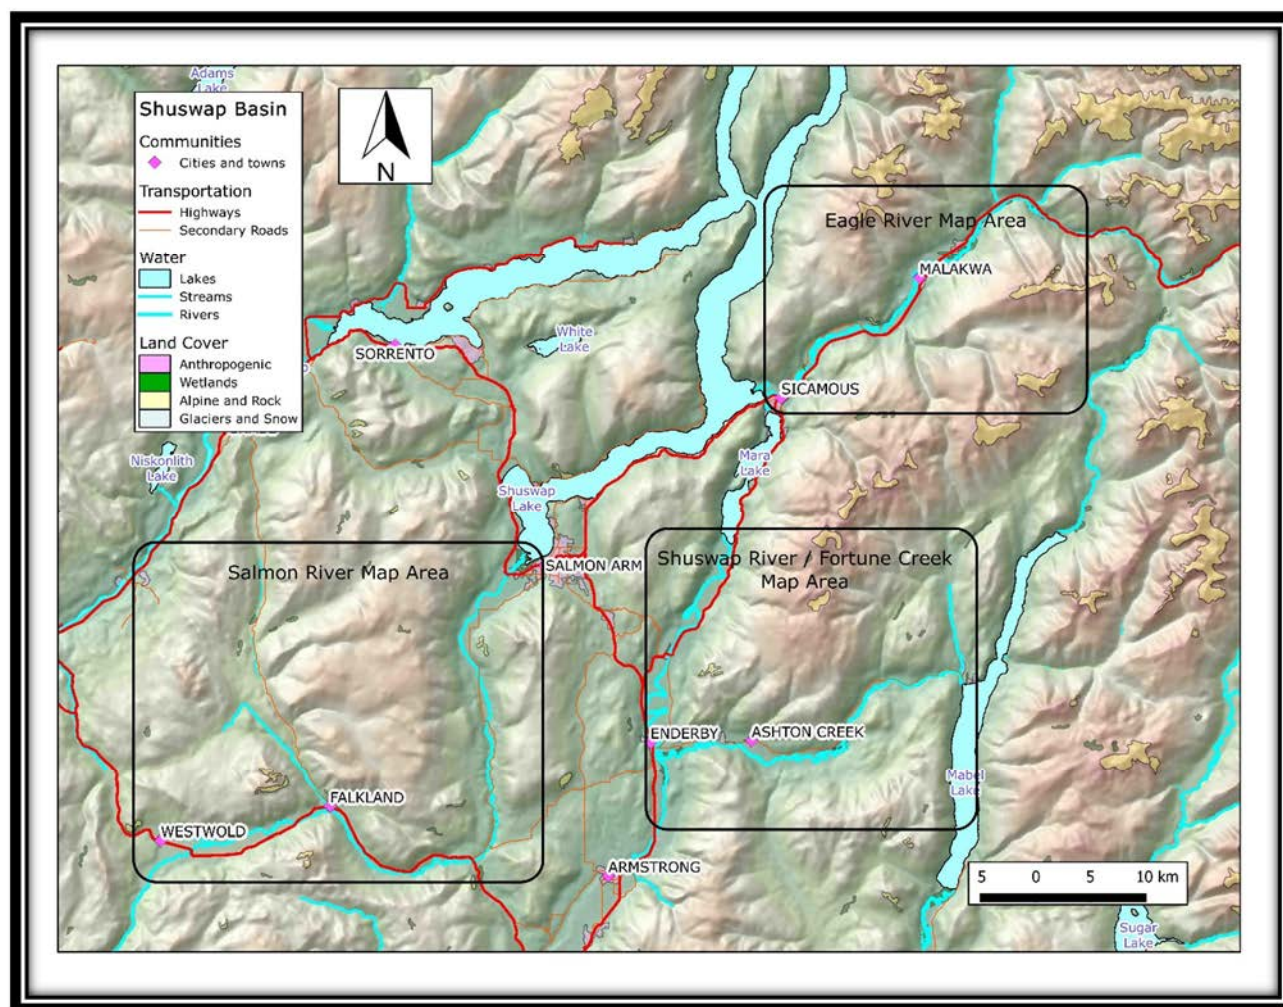 Adams
Lake
Shuswap Basin
Communities
Cities and towns
Transportation
Highways
Secondary Roads
Water
Lakes
Streams
Rivers
Land Cover
Anthropogenic
Wetlands
Alpine and Rock
Glaciers and Snow
N
Eagle River Map Area
MALAKWA
White
Lake
SORRENTO
SICAMOUS
Niskonlith
Lake
Mara
Lake
Shuswap
Lake
SALMON ARM
Salmon River Map Area
Shuswap River / Fortune Creek
Map Area
ENDERBY
ASHTON CREEK
Mabel
Lake
FALKLAND
WESTWOLD
ARMSTRONG
5 0 5 10 km
Sugar
Lake